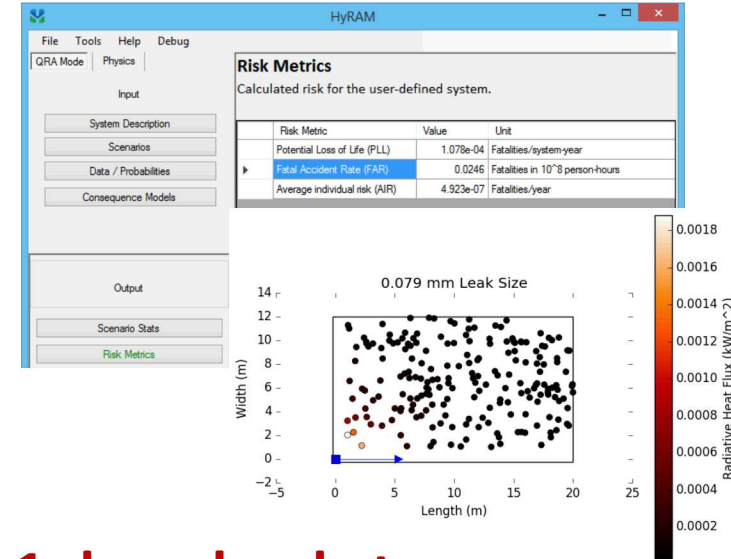 HyRAM
File Tools Help Debug
QRA Mode Physics
Input
System Description
Scenarios
Data / Probabilities
Consequence Models
Output
Scenario Stats
Risk Metrics
Risk Metrics
Calculated risk for the user-defined system.
Risk Metric Value Unit
Potential Loss of Life (PLL) 1.078e-04 Fatalities/system-year
Fatal Accident Rate (FAR) 0.0246 Fatalities in 10^8 person-hours
Average individual risk (AIR) 4.923e-07 Fatalities/year
0.079 mm Leak Size
14
12
10
8
6
4
2
0
−2
Width (m)
−5 0 5 10 15 20 25
Length (m)
0.0018
0.0016
0.0014
0.0012
0.0010
0.0008
0.0006
0.0004
0.0002
Radiative Heat Flux (kW/m^2)